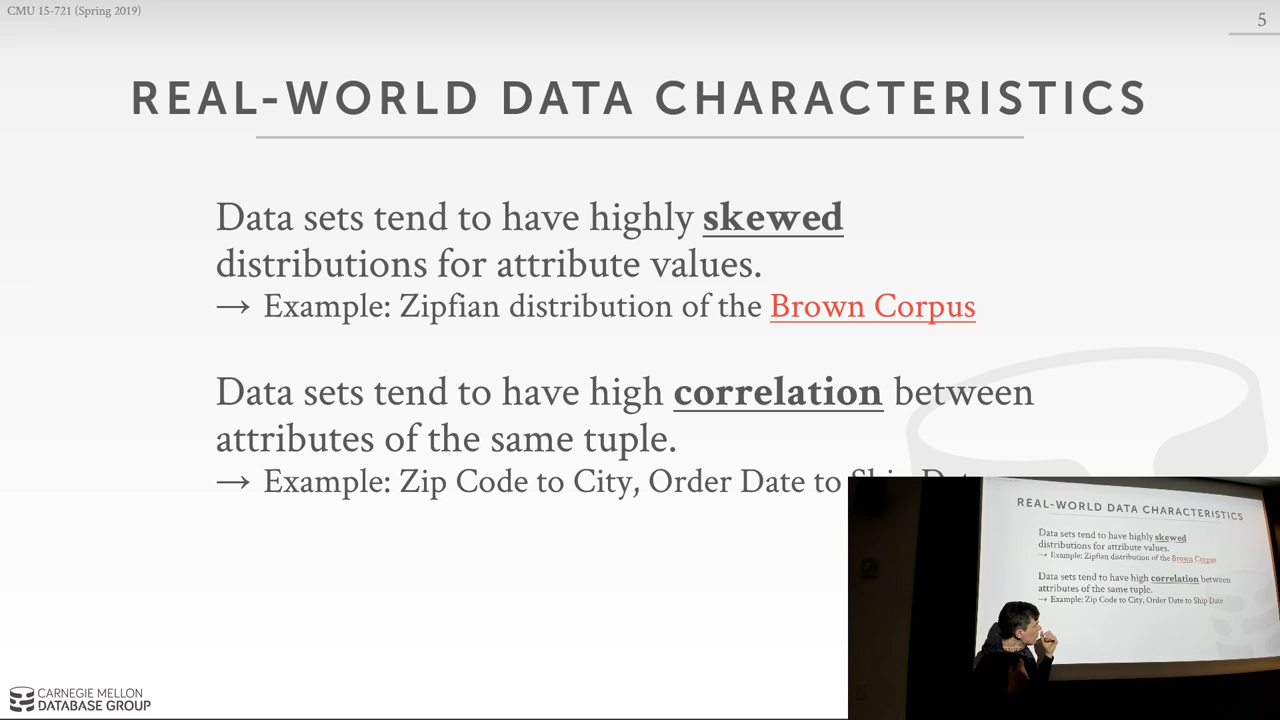 CMU 15-721 (Spring 2019)
5
REAL-WORLD DATA CHARACTERISTICS
Data sets tend to have highly skewed
distributions for attribute values.
→ Example: Zipfian distribution of the Brown Corpus
Data sets tend to have high correlation between
attributes of the same tuple.
→ Example: Zip Code to City, Order Date to Ship Date
REAL-WORLD DATA CHARACTERISTICS
Data sets tend to have highly skewed
distributions for attribute values.
→ Example: Zipfian distribution of the Brown Corpus
Data sets tend to have high correlation between
attributes of the same tuple.
→ Example: Zip Code to City, Order Date to Ship Date
CARNEGIE MELLON
DATABASE GROUP